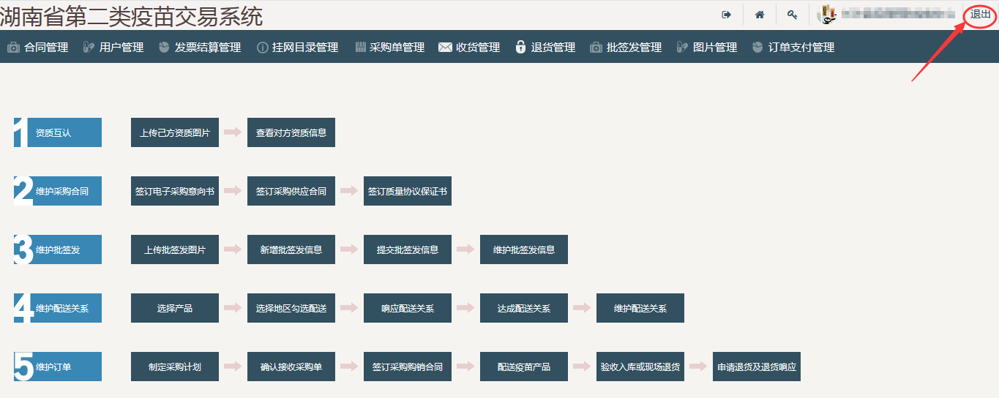 湖南省第二类疫苗交易系统
退出
合同管理 用户管理 发票结算管理 挂网目录管理 采购单管理 收货管理 退货管理 批签发管理 图片管理 订单支付管理
1 资质互认 上传己方资质图片 查看对方资质信息
2 维护采购合同 签订电子采购意向书 签订采购供应合同 签订质量协议保证书
3 维护批签发 上传批签发图片 新增批签发信息 提交批签发信息 维护批签发信息
4 维护配送关系 选择产品 选择地区勾选配送 响应配送关系 达成配送关系 维护配送关系
5 维护订单 制定采购计划 确认接收采购单 签订采购购销合同 配送疫苗产品 验收入库或现场退货 申请退货及退货响应